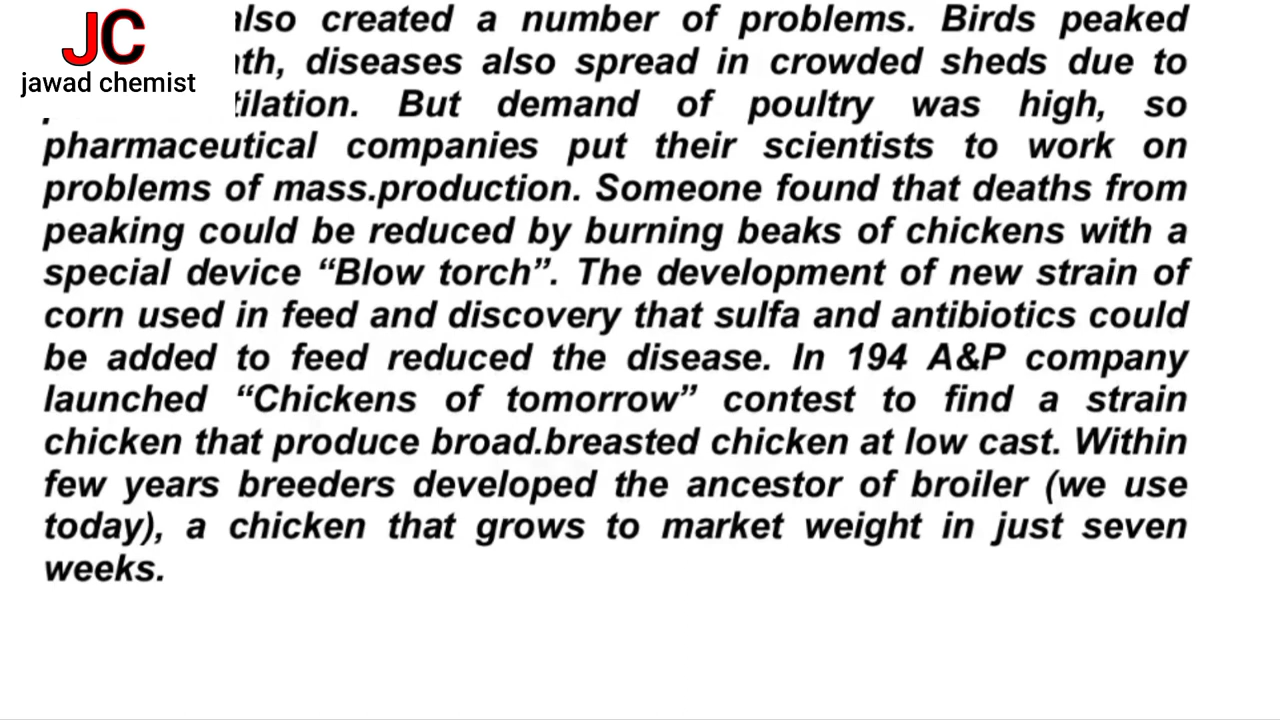 JC
jawad chemist
also created a number of problems. Birds peaked
diseases also spread in crowded sheds due to
But demand of poultry was high, so
pharmaceutical companies put their scientists to work on
problems of mass.production. Someone found that deaths from
peaking could be reduced by burning beaks of chickens with a
special device “Blow torch”. The development of new strain of
corn used in feed and discovery that sulfa and antibiotics could
be added to feed reduced the disease. In 194 A&P company
launched “Chickens of tomorrow” contest to find a strain
chicken that produce broad.breasted chicken at low cast. Within
few years breeders developed the ancestor of broiler (we use
today), a chicken that grows to market weight in just seven
weeks.